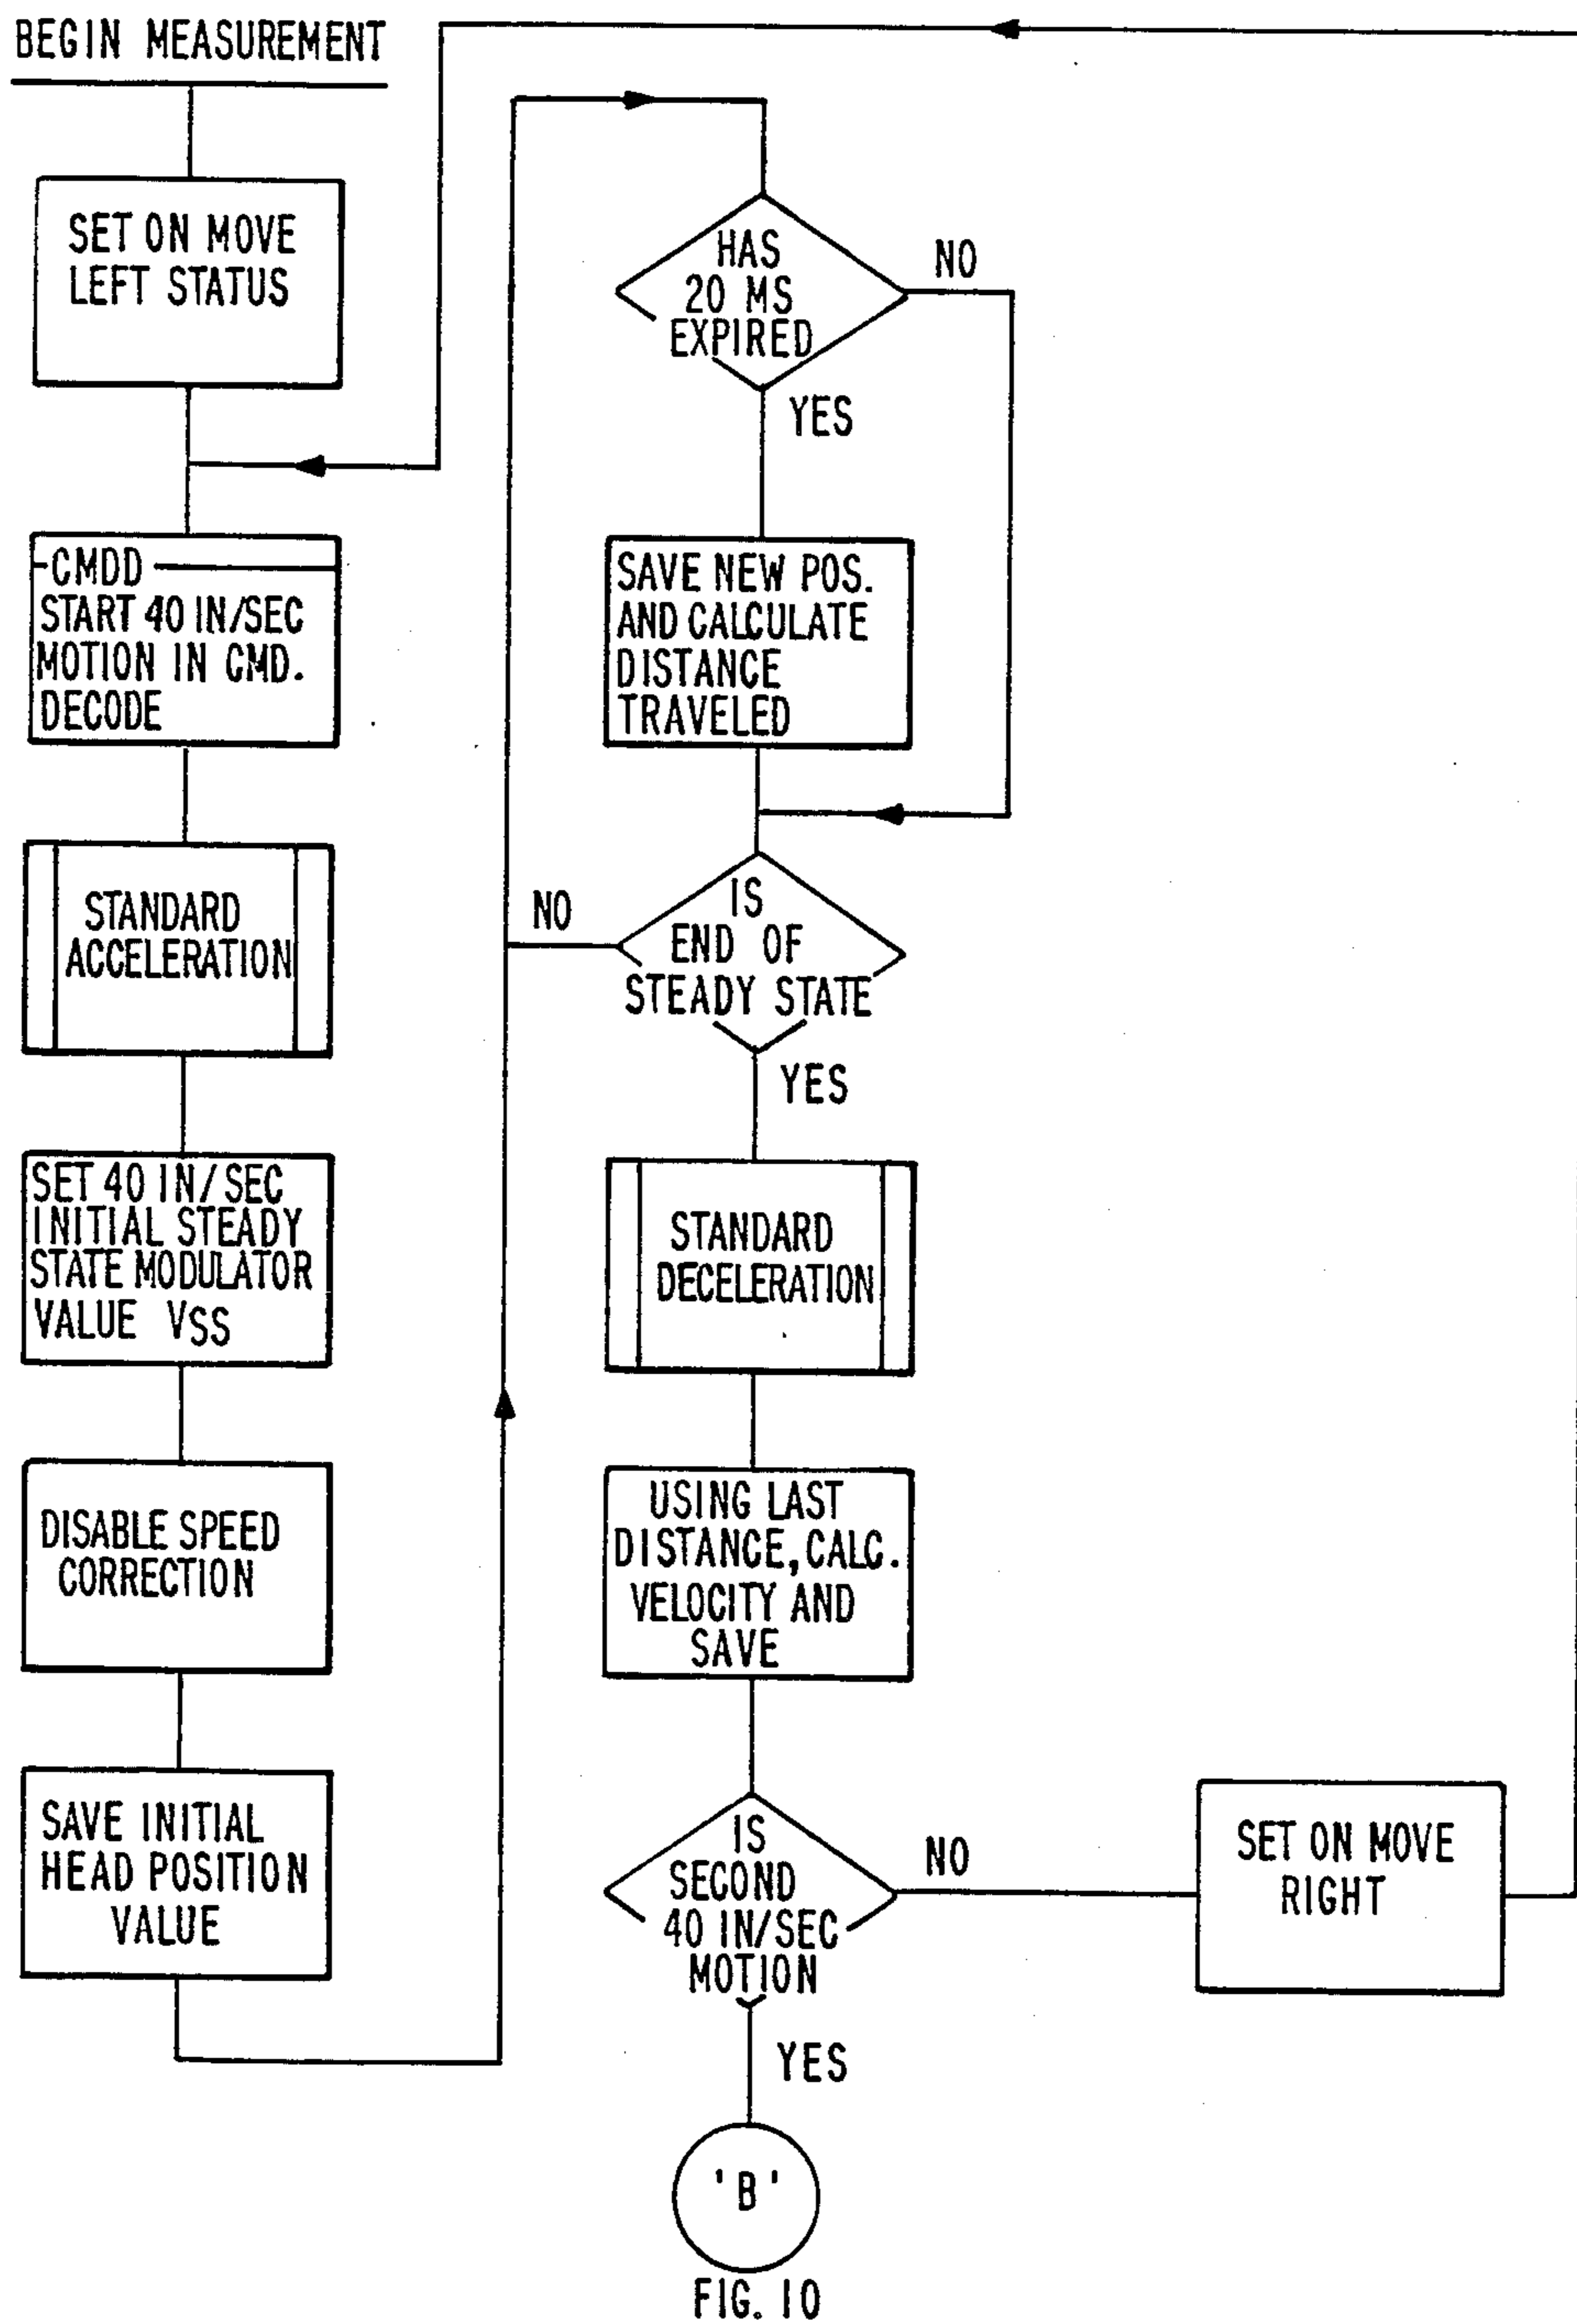 BEGIN MEASUREMENT
SET ON MOVE
LEFT STATUS
CMDD
START 40 IN/SEC
MOTION IN CMD.
DECODE
STANDARD
ACCELERATION
SET 40 IN/SEC
INITIAL STEADY
STATE MODULATOR
VALUE VSS
DISABLE SPEED
CORRECTION
SAVE INITIAL
HEAD POSITION
VALUE
HAS
20 MS
EXPIRED
NO
YES
SAVE NEW POS.
AND CALCULATE
DISTANCE
TRAVELED
IS
END OF
STEADY STATE
NO
YES
STANDARD
DECELERATION
USING LAST
DISTANCE, CALC.
VELOCITY AND
SAVE
IS
SECOND
40 IN/SEC
MOTION
NO
SET ON MOVE
RIGHT
YES
'B'
FIG. 10